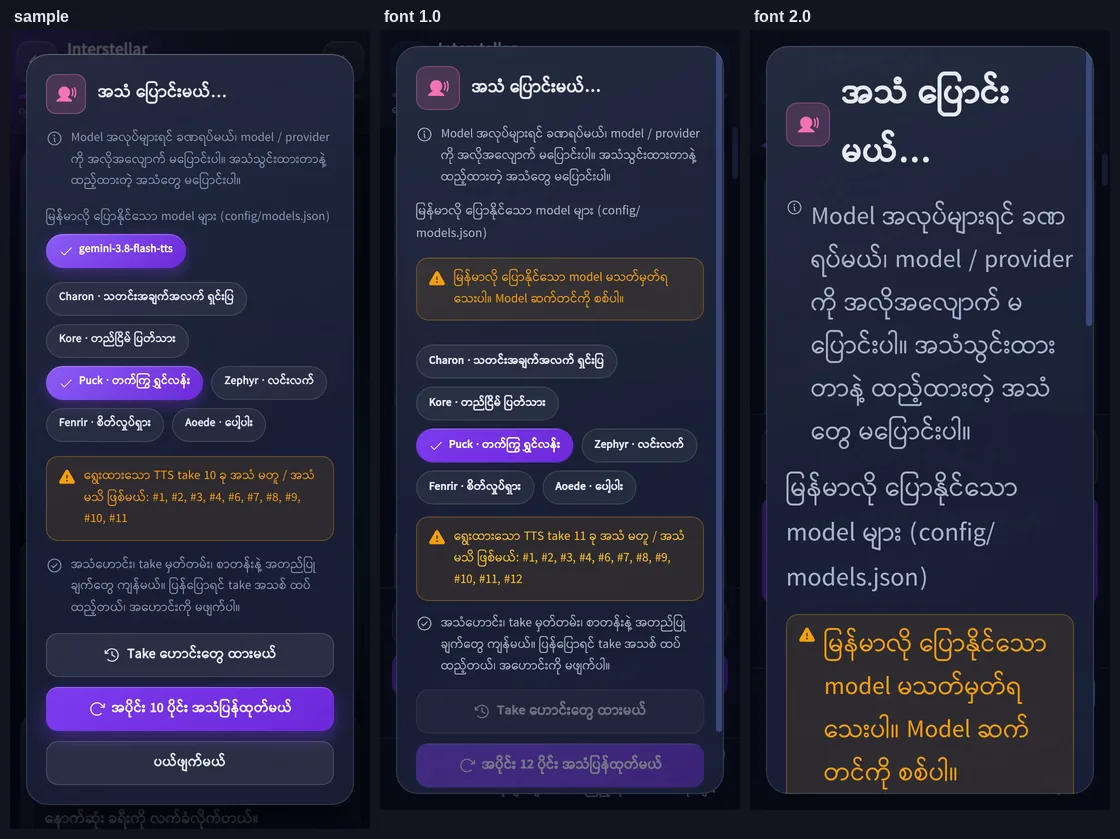 sample
Interstellar
အသံ ပြောင်းမယ်…
Model အလုပ်များရင် ခဏရပ်မယ်၊ model / provider
ကို အလိုအလျောက် မပြောင်းပါ။ အသံသွင်းထားတာနဲ့
ထည့်ထားတဲ့ အသံတွေ မပြောင်းပါ။
မြန်မာလို ပြောနိုင်သော model များ (config/models.json)
gemini-3.8-flash-tts
Charon · သတင်းအချက်အလက် ရှင်းပြ
Kore · တည်ငြိမ် ပြတ်သား
Puck · တက်ကြွ ရွှင်လန်း
Zephyr · လင်းလက်
Fenrir · စိတ်လှုပ်ရှား
Aoede · ပေါ့ပါး
ရွေးထားသော TTS take 10 ခု အသံ မတူ / အသံ
မသိ ဖြစ်မယ်: #1, #2, #3, #4, #6, #7, #8, #9,
#10, #11
အသံဟောင်း၊ take မှတ်တမ်း၊ စာတန်းနဲ့ အတည်ပြု
ချက်တွေ ကျန်မယ်။ ပြန်ပြောရင် take အသစ် ထပ်
ထည့်တယ်၊ အဟောင်းကို မဖျက်ပါ။
Take ဟောင်းတွေ ထားမယ်
အပိုင်း 10 ပိုင်း အသံပြန်ထုတ်မယ်
ပယ်ဖျက်မယ်
နောက်ဆုံး ခရီးကို လက်ခံလိုက်တယ်။
font 1.0
အသံ ပြောင်းမယ်…
Model အလုပ်များရင် ခဏရပ်မယ်၊ model / provider
ကို အလိုအလျောက် မပြောင်းပါ။ အသံသွင်းထားတာနဲ့
ထည့်ထားတဲ့ အသံတွေ မပြောင်းပါ။
မြန်မာလို ပြောနိုင်သော model များ (config/
models.json)
မြန်မာလို ပြောနိုင်သော model မသတ်မှတ်ရ
သေးပါ။ Model ဆက်တင်ကို စစ်ပါ။
Charon · သတင်းအချက်အလက် ရှင်းပြ
Kore · တည်ငြိမ် ပြတ်သား
Puck · တက်ကြွ ရွှင်လန်း
Zephyr · လင်းလက်
Fenrir · စိတ်လှုပ်ရှား
Aoede · ပေါ့ပါး
ရွေးထားသော TTS take 11 ခု အသံ မတူ / အသံ
မသိ ဖြစ်မယ်: #1, #2, #3, #4, #6, #7, #8, #9,
#10, #11, #12
အသံဟောင်း၊ take မှတ်တမ်း၊ စာတန်းနဲ့ အတည်ပြု
ချက်တွေ ကျန်မယ်။ ပြန်ပြောရင် take အသစ် ထပ်
ထည့်တယ်၊ အဟောင်းကို မဖျက်ပါ။
Take ဟောင်းတွေ ထားမယ်
အပိုင်း 12 ပိုင်း အသံပြန်ထုတ်မယ်
font 2.0
အသံ ပြောင်း
မယ်…
Model အလုပ်များရင် ခဏ
ရပ်မယ်၊ model / provider
ကို အလိုအလျောက် မ
ပြောင်းပါ။ အသံသွင်းထား
တာနဲ့ ထည့်ထားတဲ့ အသံ
တွေ မပြောင်းပါ။
မြန်မာလို ပြောနိုင်သော
model များ (config/
models.json)
မြန်မာလို ပြောနိုင်သော
model မသတ်မှတ်ရ
သေးပါ။ Model ဆက်
တင်ကို စစ်ပါ။